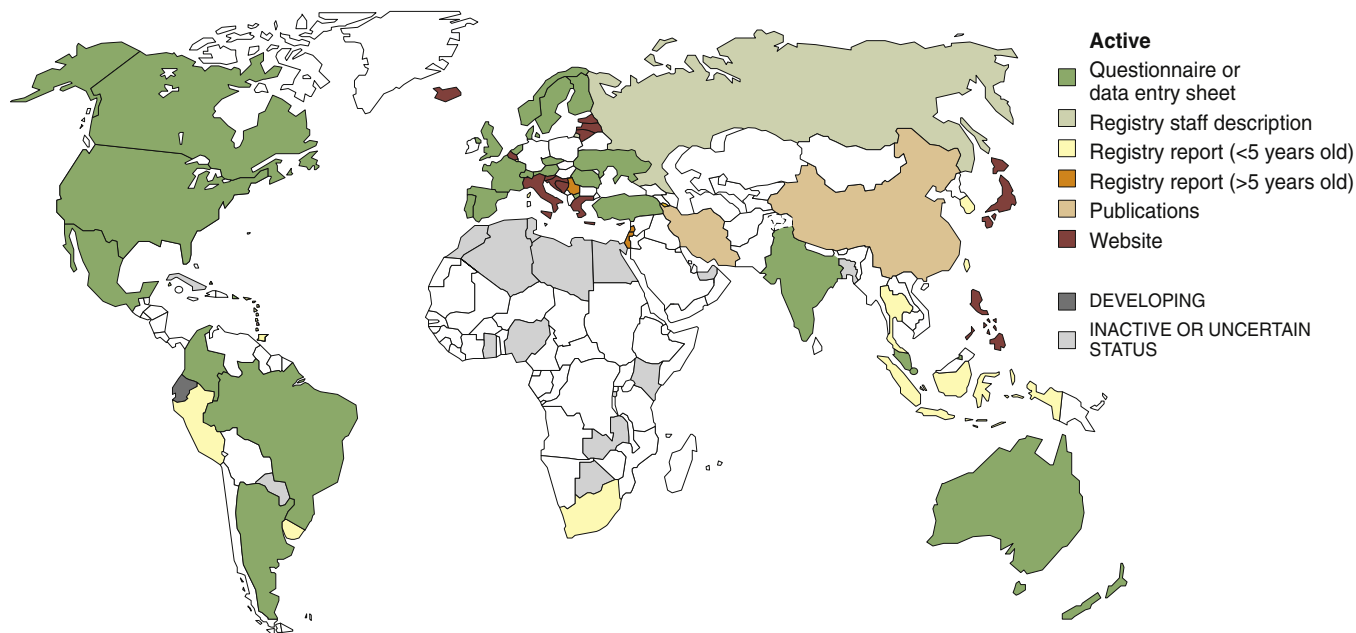 Active
Questionnaire or
data entry sheet
Registry staff description
Registry report (<5 years old)
Registry report (>5 years old)
Publications
Website
DEVELOPING
INACTIVE OR UNCERTAIN
STATUS